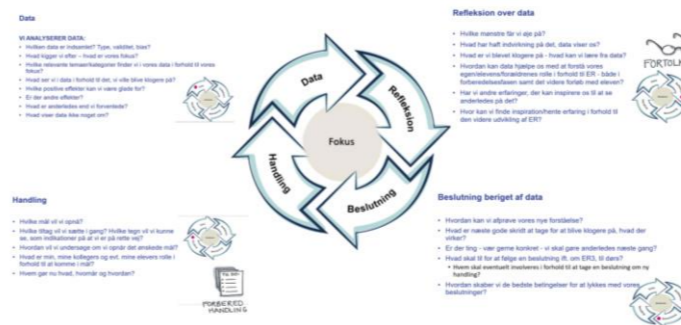 Data
VI ANALYSERER DATA:
• Hvilken data er indsamlet? Type, validitet, bias?
• Hvad kigger vi efter – hvad er vores fokus?
• Hvilke relevante temaer/kategorier finder vi i vores data i forhold til vores
fokus?
• Hvad ser vi i data i forhold til det, vi ville blive klogere på?
• Hvilke positive effekter kan vi være glade for?
• Er der andre effekter?
• Hvad er anderledes end vi forventede?
• Hvad viser data ikke noget om?
Refleksion over data
• Hvilke mønstre får vi øje på?
• Hvad har haft indvirkning på det, data viser os?
• Hvad er vi blevet klogere på - hvad kan vi lære fra data?
• Hvordan kan data hjælpe os med at forstå vores
egen/elevens/forældrenes rolle i forhold til ER - både i
forberedelsesfasen samt det videre forløb med eleven?
• Har vi andre erfaringer, der kan inspirere os til at se
anderledes på det?
• Hvor kan vi finde inspiration/hente erfaring i forhold til
den videre udvikling af ER?
FORTOLK
Data
Refleksion
Fokus
Handling
Beslutning
Handling
• Hvilke mål vil vi opnå?
• Hvilke tiltag vil vi sætte i gang? Hvilke tegn vil vi kunne
se, som indikationer på at vi er på rette vej?
• Hvordan vil vi undersøge om vi opnår det ønskede mål?
• Hvad er min, mine kollegers og evt. mine elevers rolle i
forhold til at komme i mål?
• Hvem gør nu hvad, hvornår og hvordan?
FORBERED
HANDLING
Beslutning beriget af data
• Hvordan kan vi afprøve vores nye forståelse?
• Hvad er næste gode skridt at tage for at blive klogere på, hvad der
virker?
• Er der ting - vær gerne konkret - vi skal gøre anderledes næste gang?
• Hvad skal til for at følge en beslutning ift. om ER3, til dørs?
• Hvem skal eventuelt involveres i forhold til at tage en beslutning om ny
handling?
• Hvordan skaber vi de bedste betingelser for at lykkes med vores
beslutninger?